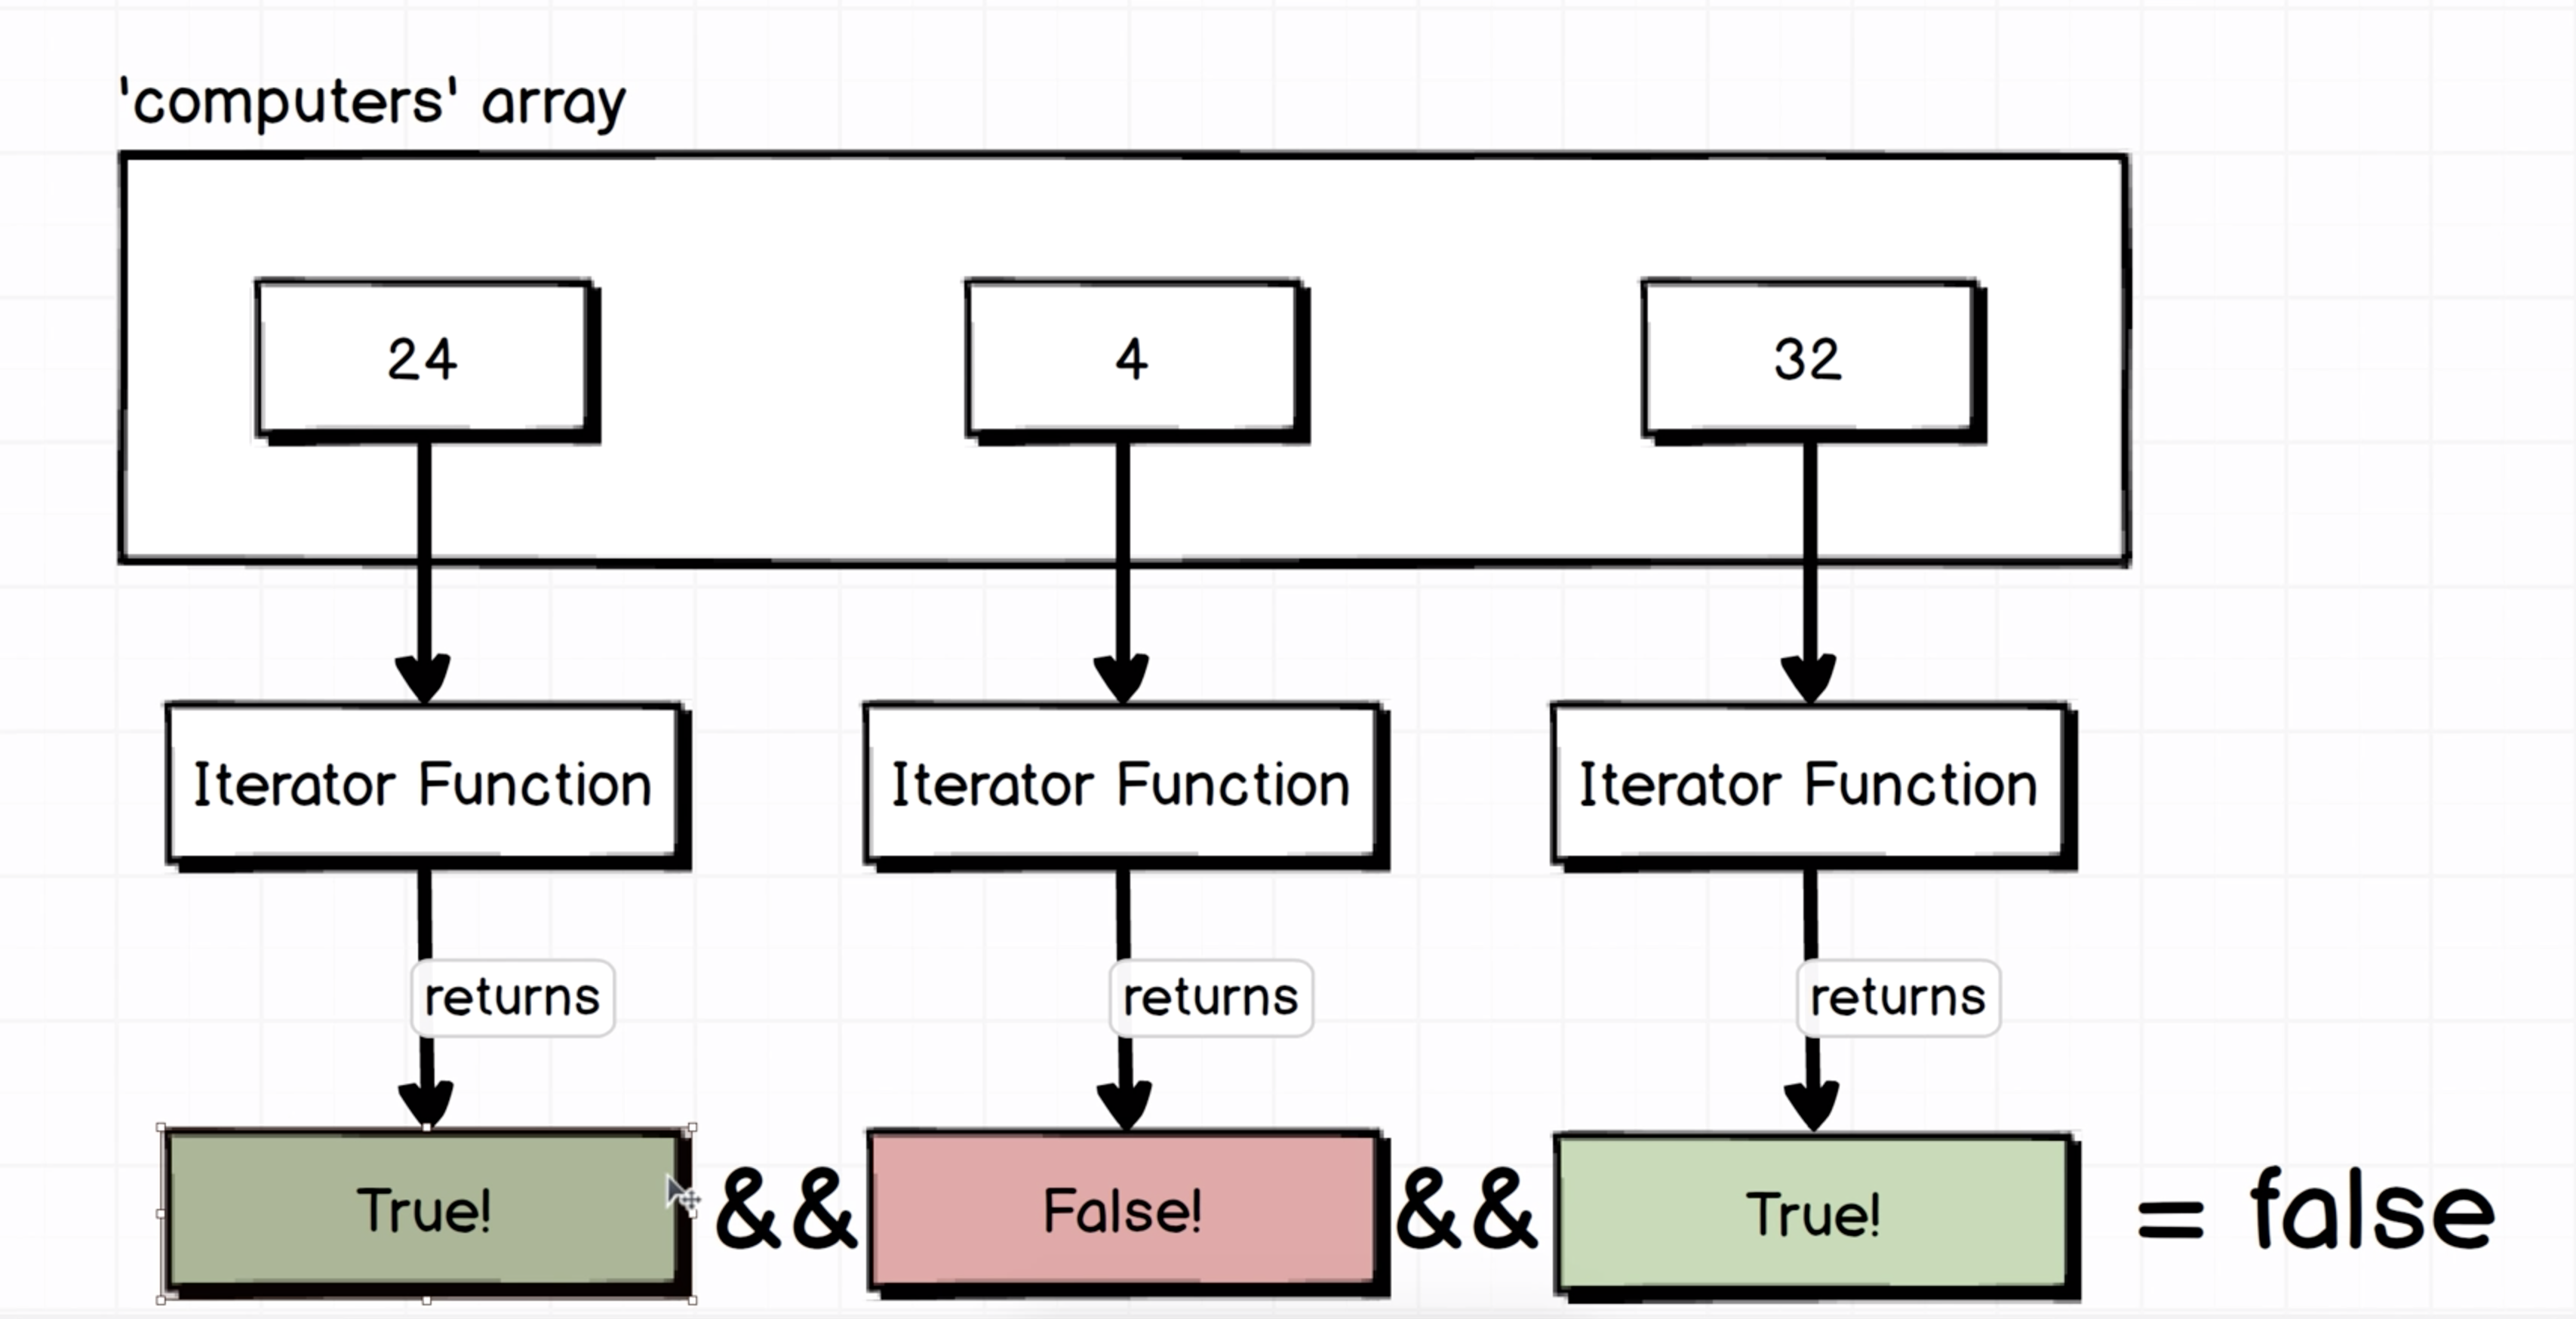 'computers' array
24
4
32
Iterator Function
Iterator Function
Iterator Function
returns
returns
returns
True! && False! && True! = false